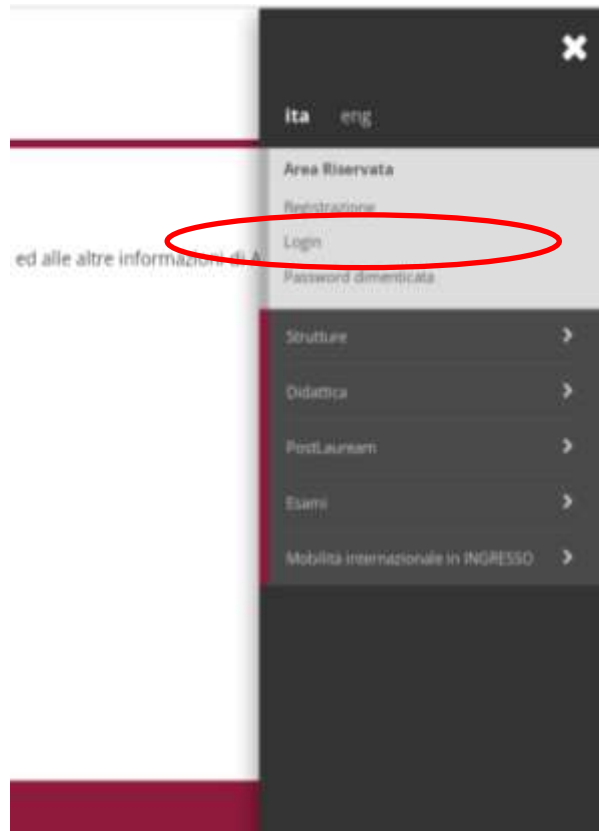 ita eng
Area Riservata
Registrazione
Login
ed alle altre informazioni di A
Password dimenticata
Strutture
Didattica
PostLauream
Esami
Mobilità internazionale in INGRESSO